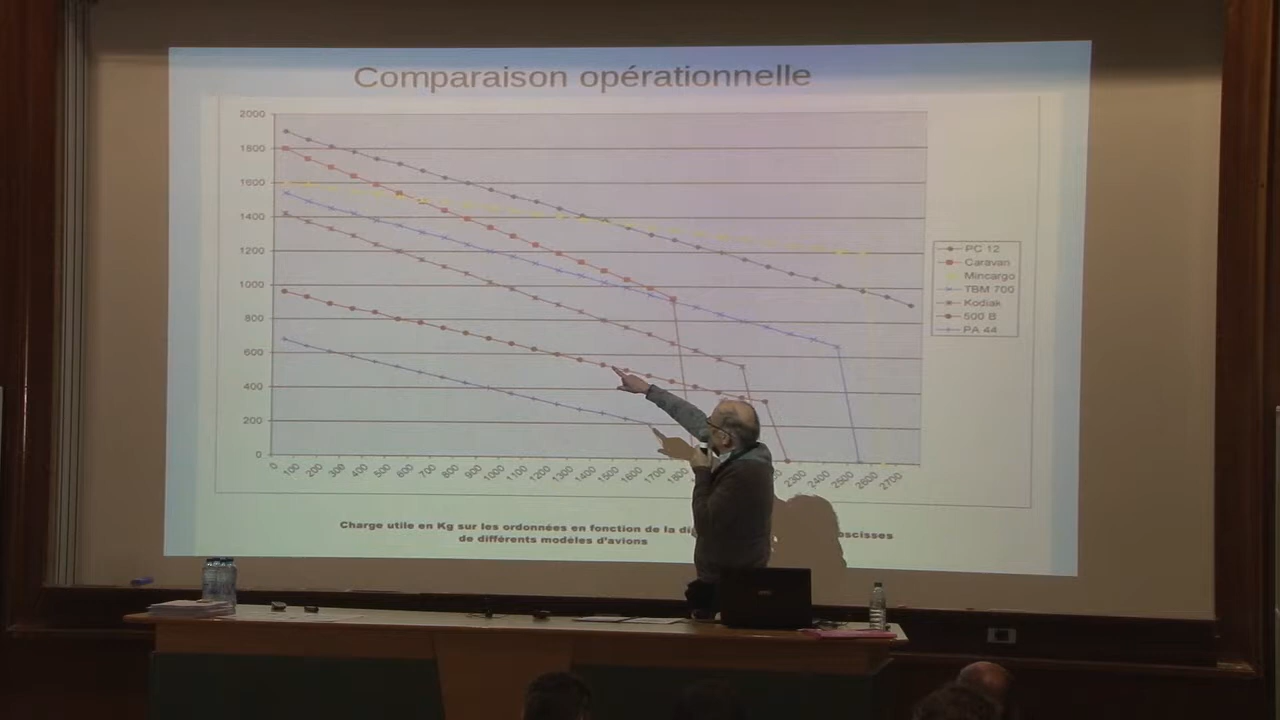 Comparaison opérationnelle
2000
1800
1600
1400
1200
1000
800
600
400
200
0
0 100 200 300 400 500 600 700 800 900 1000 1100 1200 1300 1400 1500 1600 1700 1800 2300 2400 2500 2600 2700
PC 12
Caravan
Mincargo
TBM 700
Kodiak
500 B
PA 44
Charge utile en Kg sur les ordonnées en fonction de la di bscisses
de différents modèles d'avions